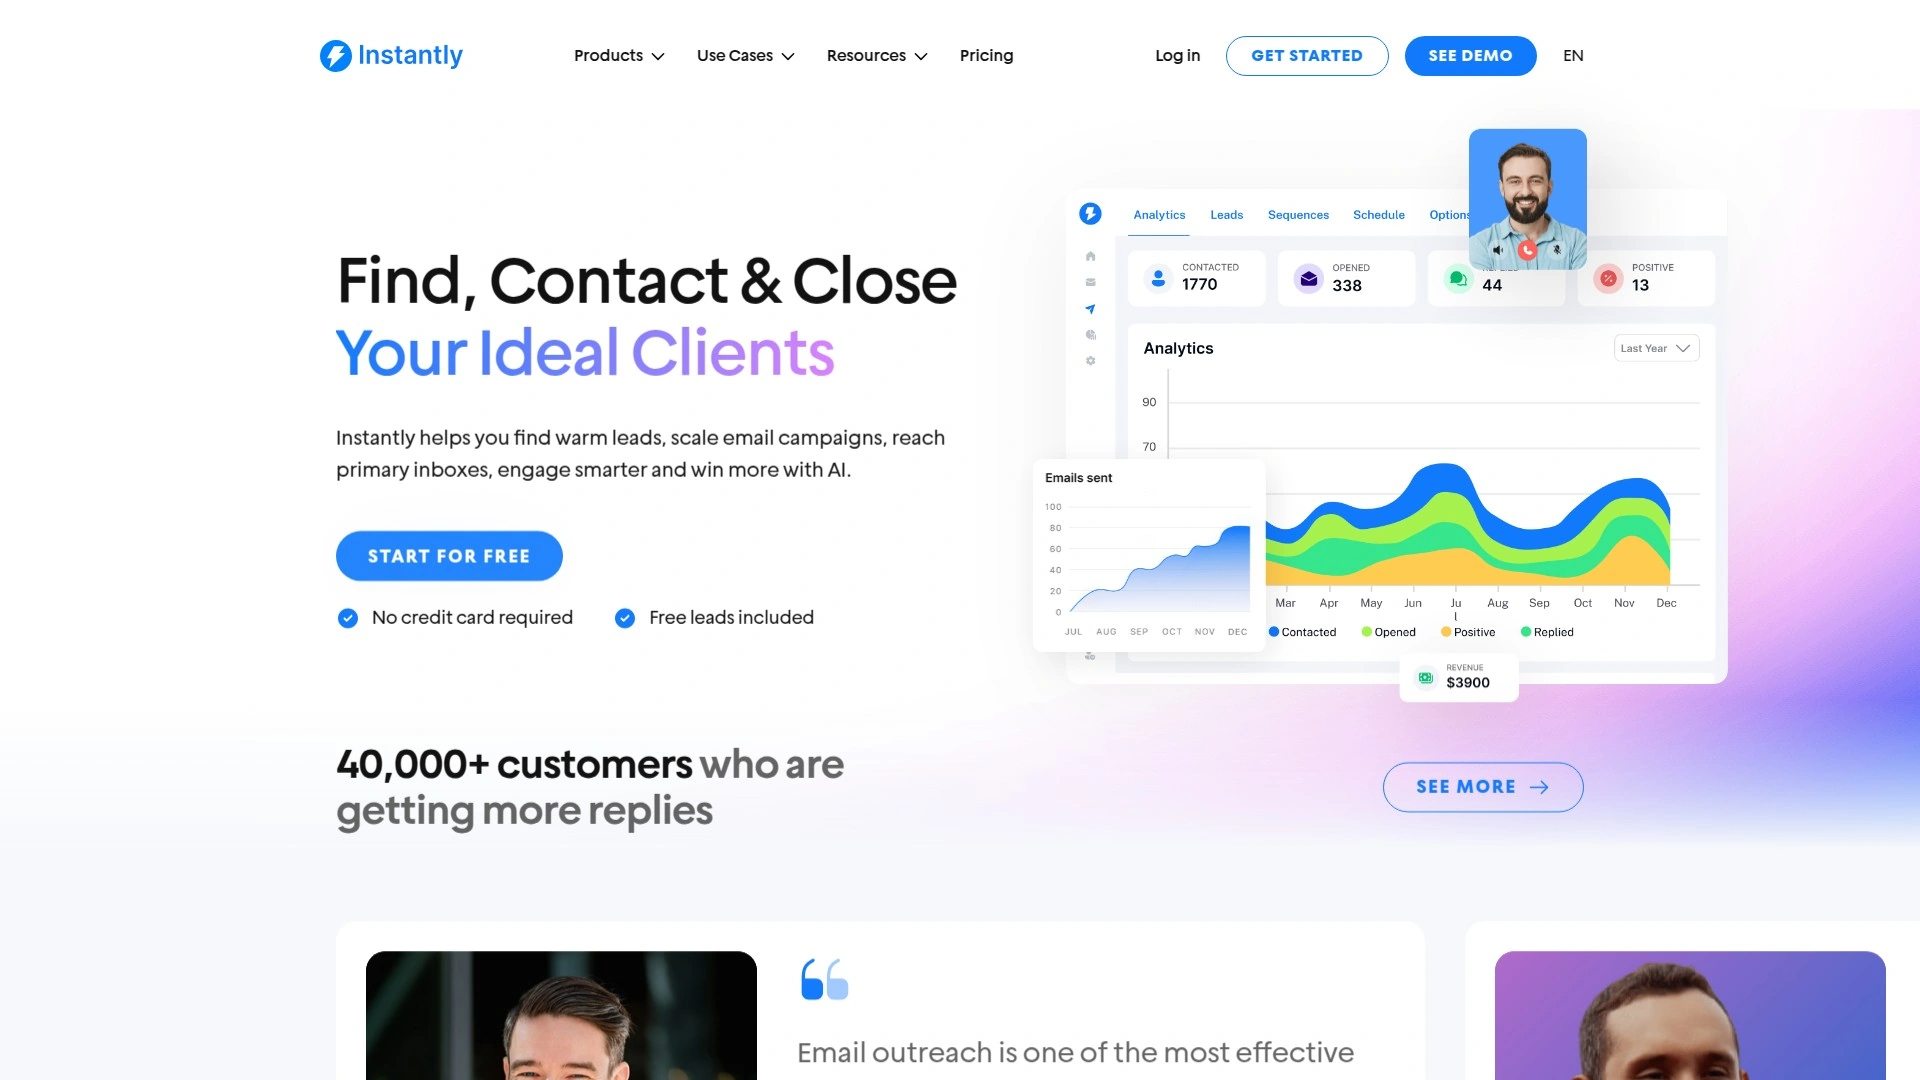 Instantly
Products
Use Cases
Resources
Pricing
Log in
GET STARTED
SEE DEMO
EN
Find, Contact & Close
Your Ideal Clients
Instantly helps you find warm leads, scale email campaigns, reach
primary inboxes, engage smarter and win more with AI.
START FOR FREE
No credit card required
Free leads included
Analytics
Leads
Sequences
Schedule
Options
CONTACTED
1770
OPENED
338
44
POSITIVE
13
Analytics
Last Year
90
70
Emails sent
100
80
60
40
20
0
JUL AUG SEP OCT NOV DEC
Mar Apr May Jun Ju Aug Sep Oct Nov Dec
l
Contacted Opened Positive Replied
REVENUE
$3900
40,000+ customers who are
getting more replies
SEE MORE
Email outreach is one of the most effective